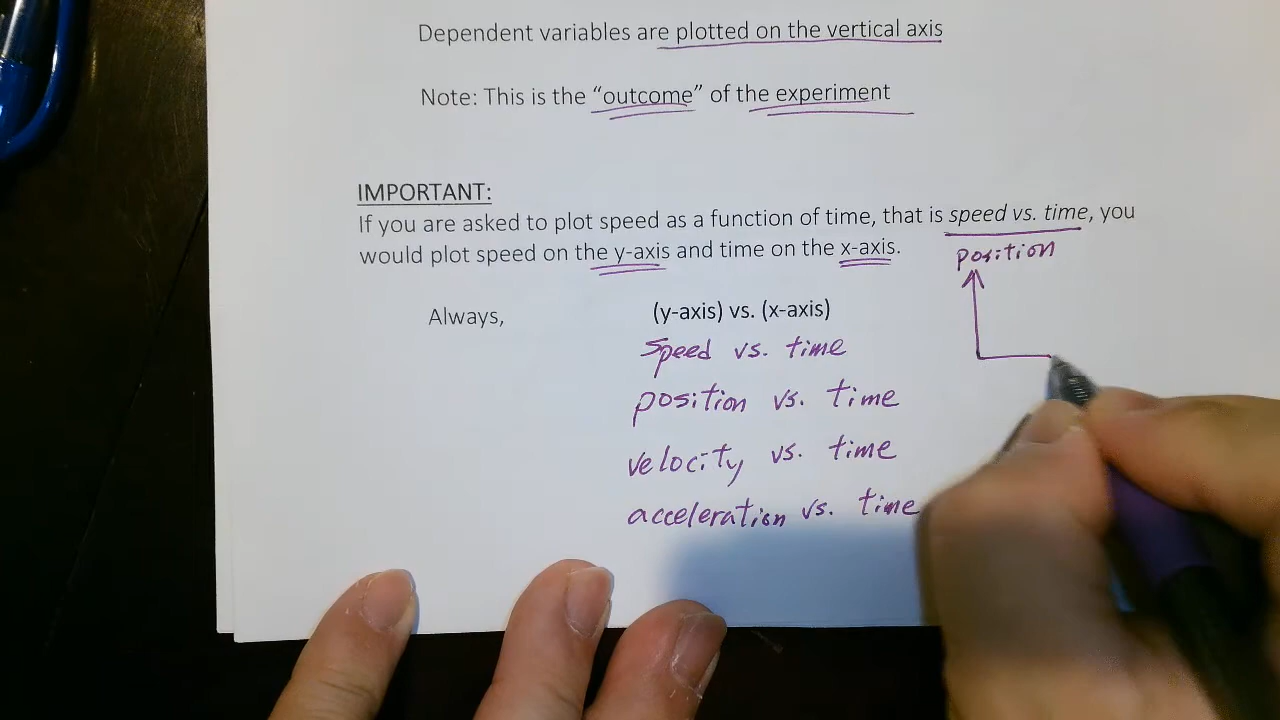 Dependent variables are plotted on the vertical axis
Note: This is the “outcome” of the experiment
IMPORTANT:
If you are asked to plot speed as a function of time, that is speed vs. time, you
would plot speed on the y-axis and time on the x-axis.
position
Always, (y-axis) vs. (x-axis)
Speed vs. time
position vs. time
velocity vs. time
acceleration vs. time